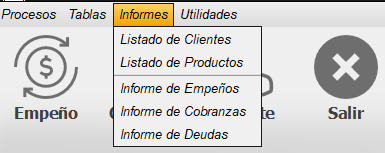 Procesos Tablas Informes Utilidades
Listado de Clientes
Listado de Productos
Informe de Empeños
Informe de Cobranzas
Informe de Deudas
Empeño
Salir